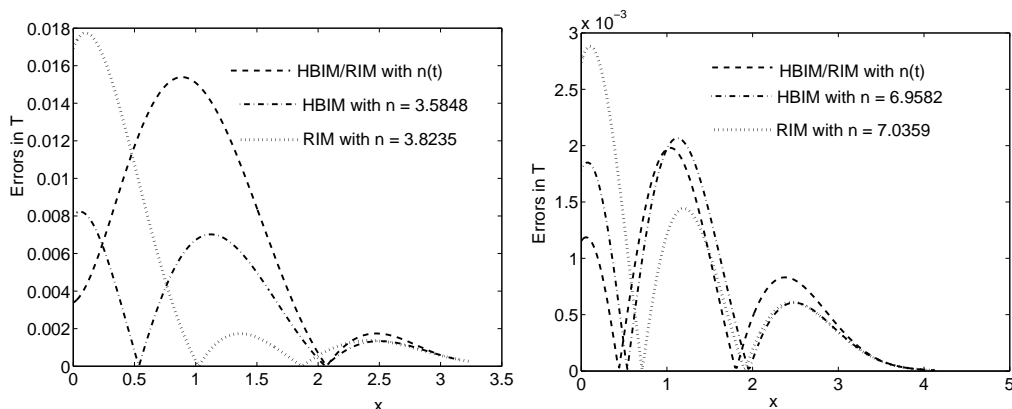 0.018
0.016
0.014
0.012
0.01
0.008
0.006
0.004
0.002
0
Errors in T
0 0.5 1 1.5 2 2.5 3 3.5
x
HBIM/RIM with n(t)
HBIM with n = 3.5848
RIM with n = 3.8235
x 10⁻³
3
2.5
2
1.5
1
0.5
0
Errors in T
0 1 2 3 4 5
x
HBIM/RIM with n(t)
HBIM with n = 6.9582
RIM with n = 7.0359